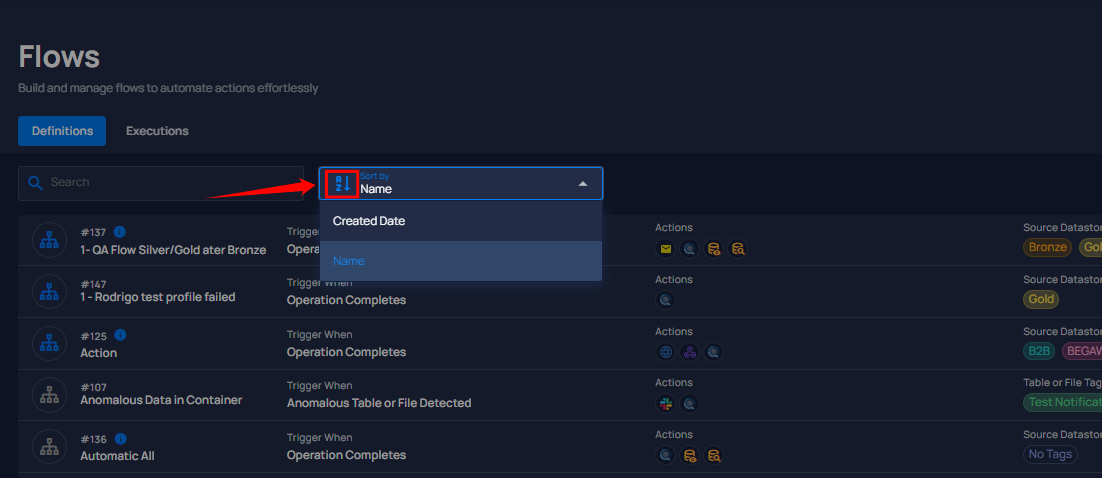 Flows
Build and manage flows to automate actions effortlessly
Definitions Executions
Search
Sort by
Name
Created Date
Name
#137
1- QA Flow Silver/Gold ater Bronze
Trigger
Operation
Actions
Source Datastor
Bronze Gol
#147
1 - Rodrigo test profile failed
Trigger When
Operation Completes
Actions
Source Datastor
Gold
#125
Action
Trigger When
Operation Completes
Actions
Source Datastor
B2B BEGAW
#107
Anomalous Data in Container
Trigger When
Anomalous Table or File Detected
Actions
Table or File Tag
Test Notificat
#136
Automatic All
Trigger When
Operation Completes
Actions
Source Datastor
No Tags